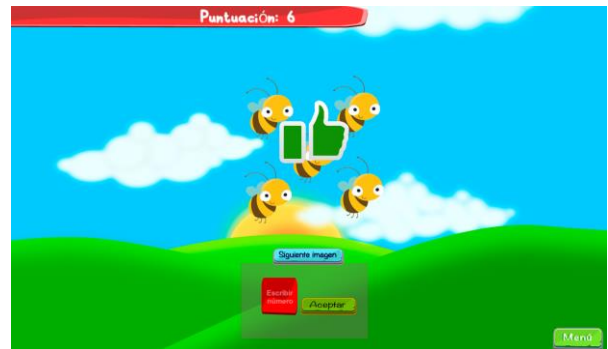 Puntuación: 6
Siguiente imagen
Escribir
número
Aceptar
Menú